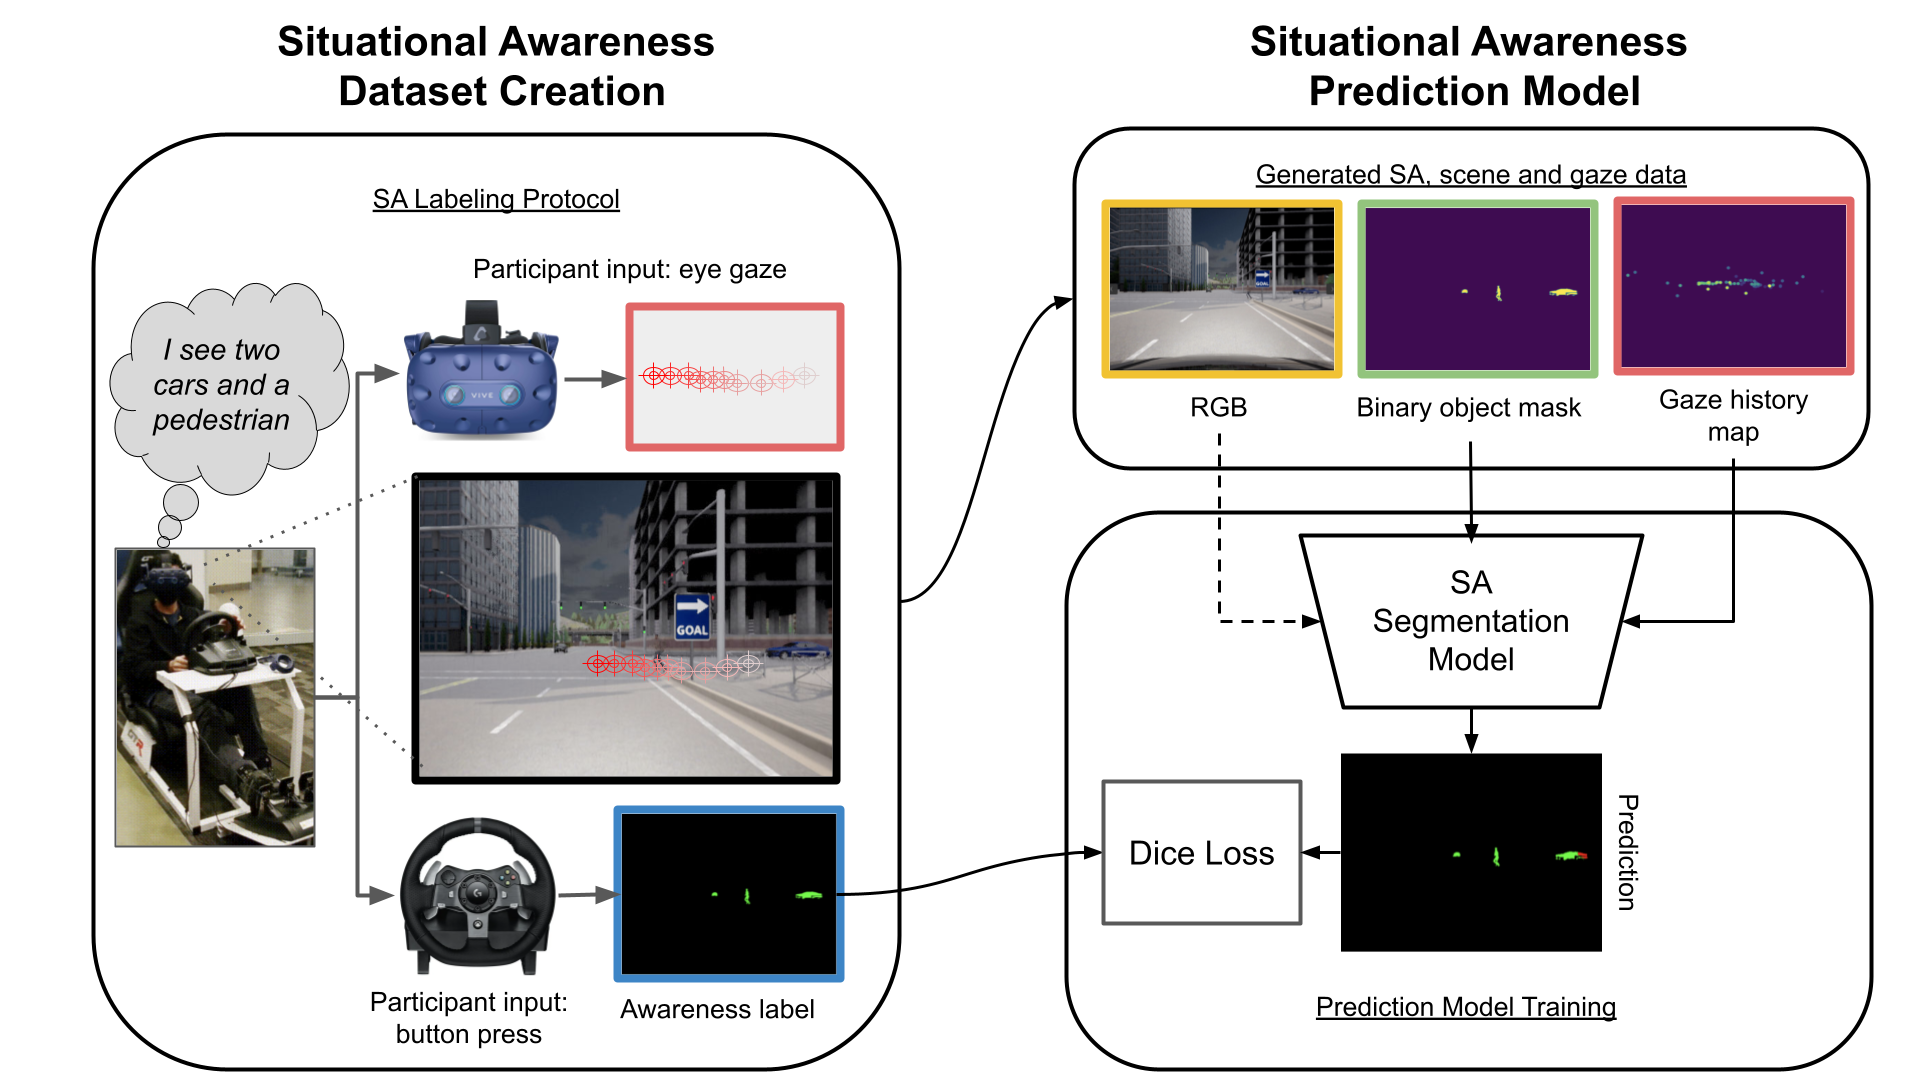 Situational Awareness
Dataset Creation
SA Labeling Protocol
Participant input: eye gaze
I see two
cars and a
pedestrian
VIVE
GOAL
Participant input:
button press
Awareness label
Situational Awareness
Prediction Model
Generated SA, scene and gaze data
GOAL
RGB
Binary object mask
Gaze history
map
SA
Segmentation
Model
Dice Loss
Prediction
Prediction Model Training